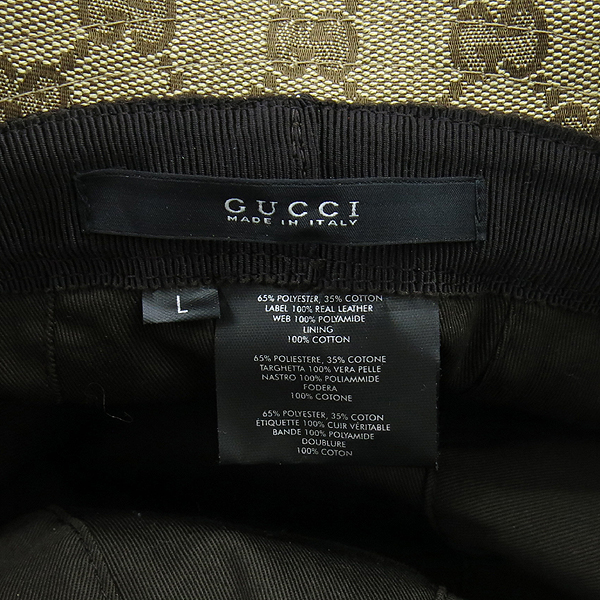 GUCCI
MADE IN ITALY
L
65% POLYESTER, 35% COTTON
LABEL 100% REAL LEATHER
WEB 100% POLYAMIDE
LINING
100% COTTON
65% POLIESTERE, 35% COTONE
TARGHETTA 100% VERA PELLE
NASTRO 100% POLIAMMIDE
FODERA
100% COTONE
65% POLYESTER, 35% COTON
ÉTIQUETTE 100% CUIR VÉRITABLE
BANDE 100% POLYAMIDE
DOUBLURE
100% COTON